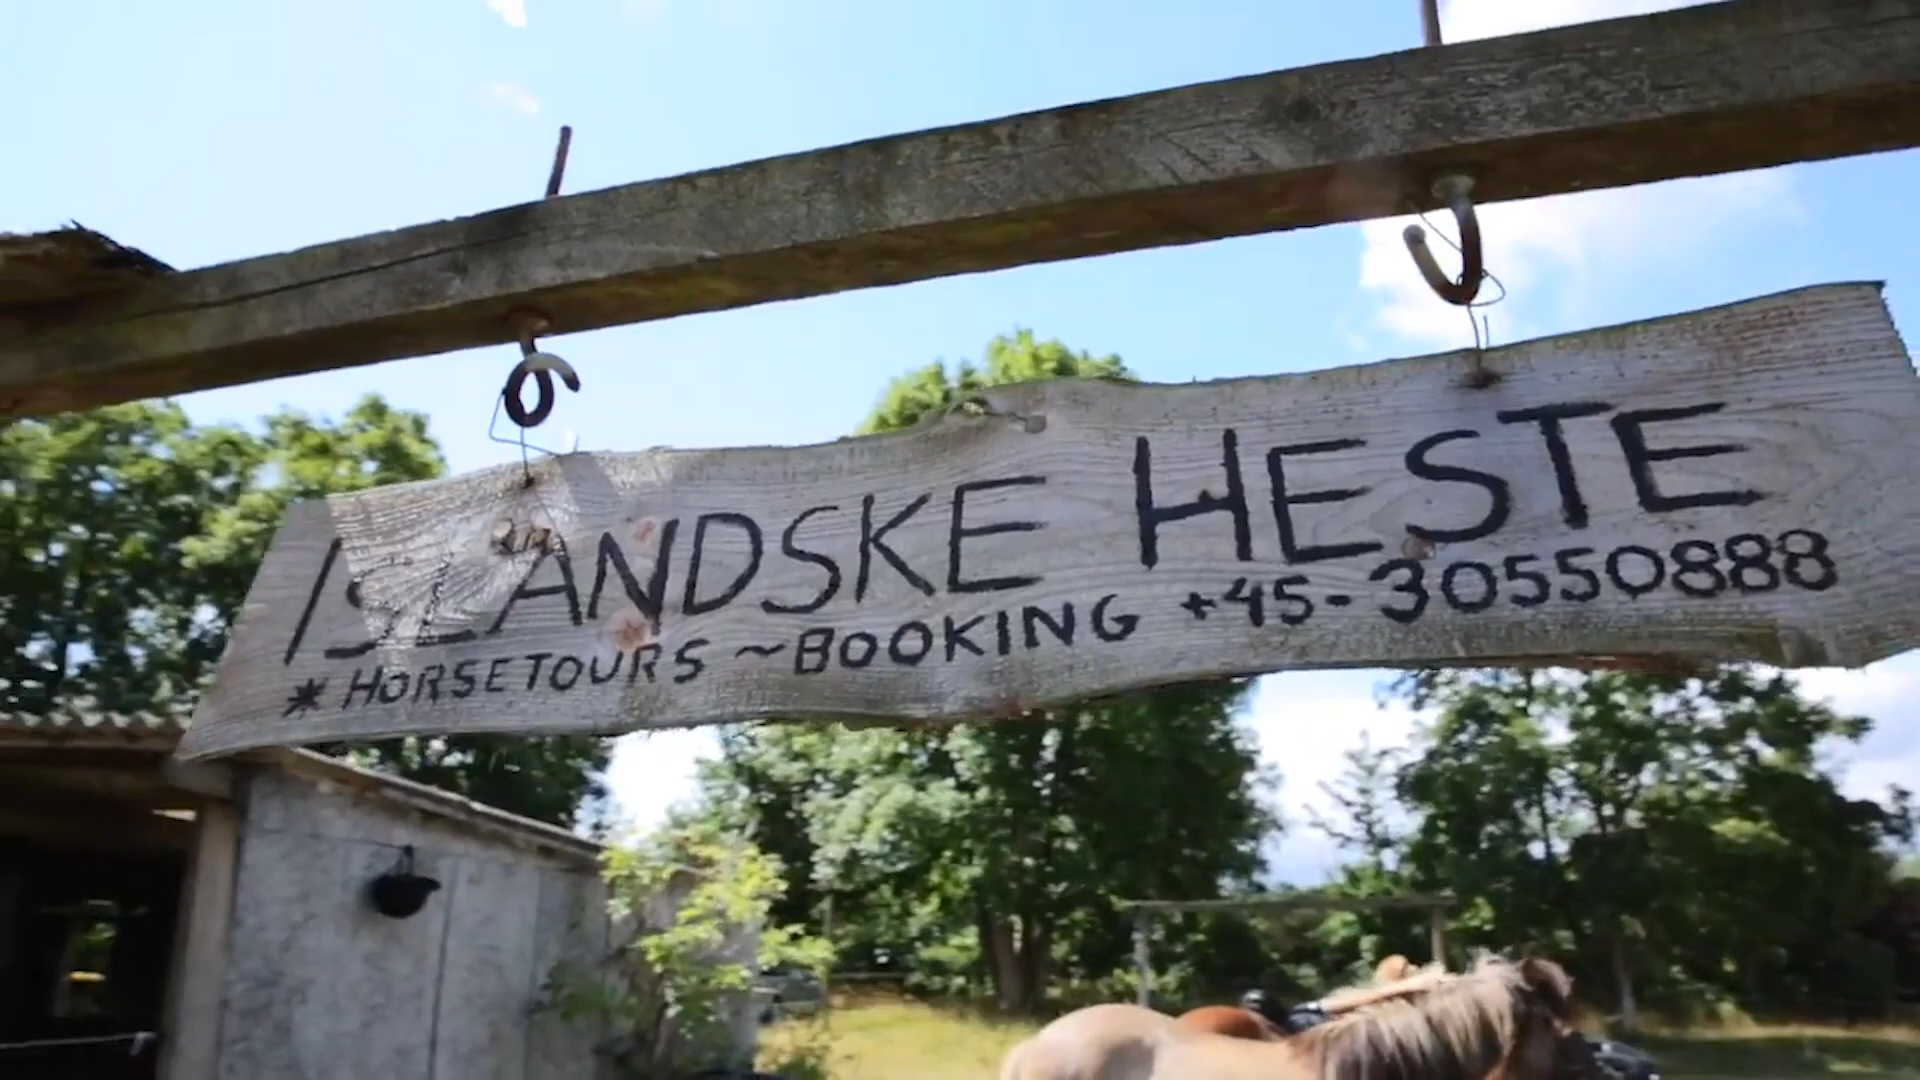 ISLANDSKE HESTE
* HORSETOURS ~ BOOKING +45-30550888